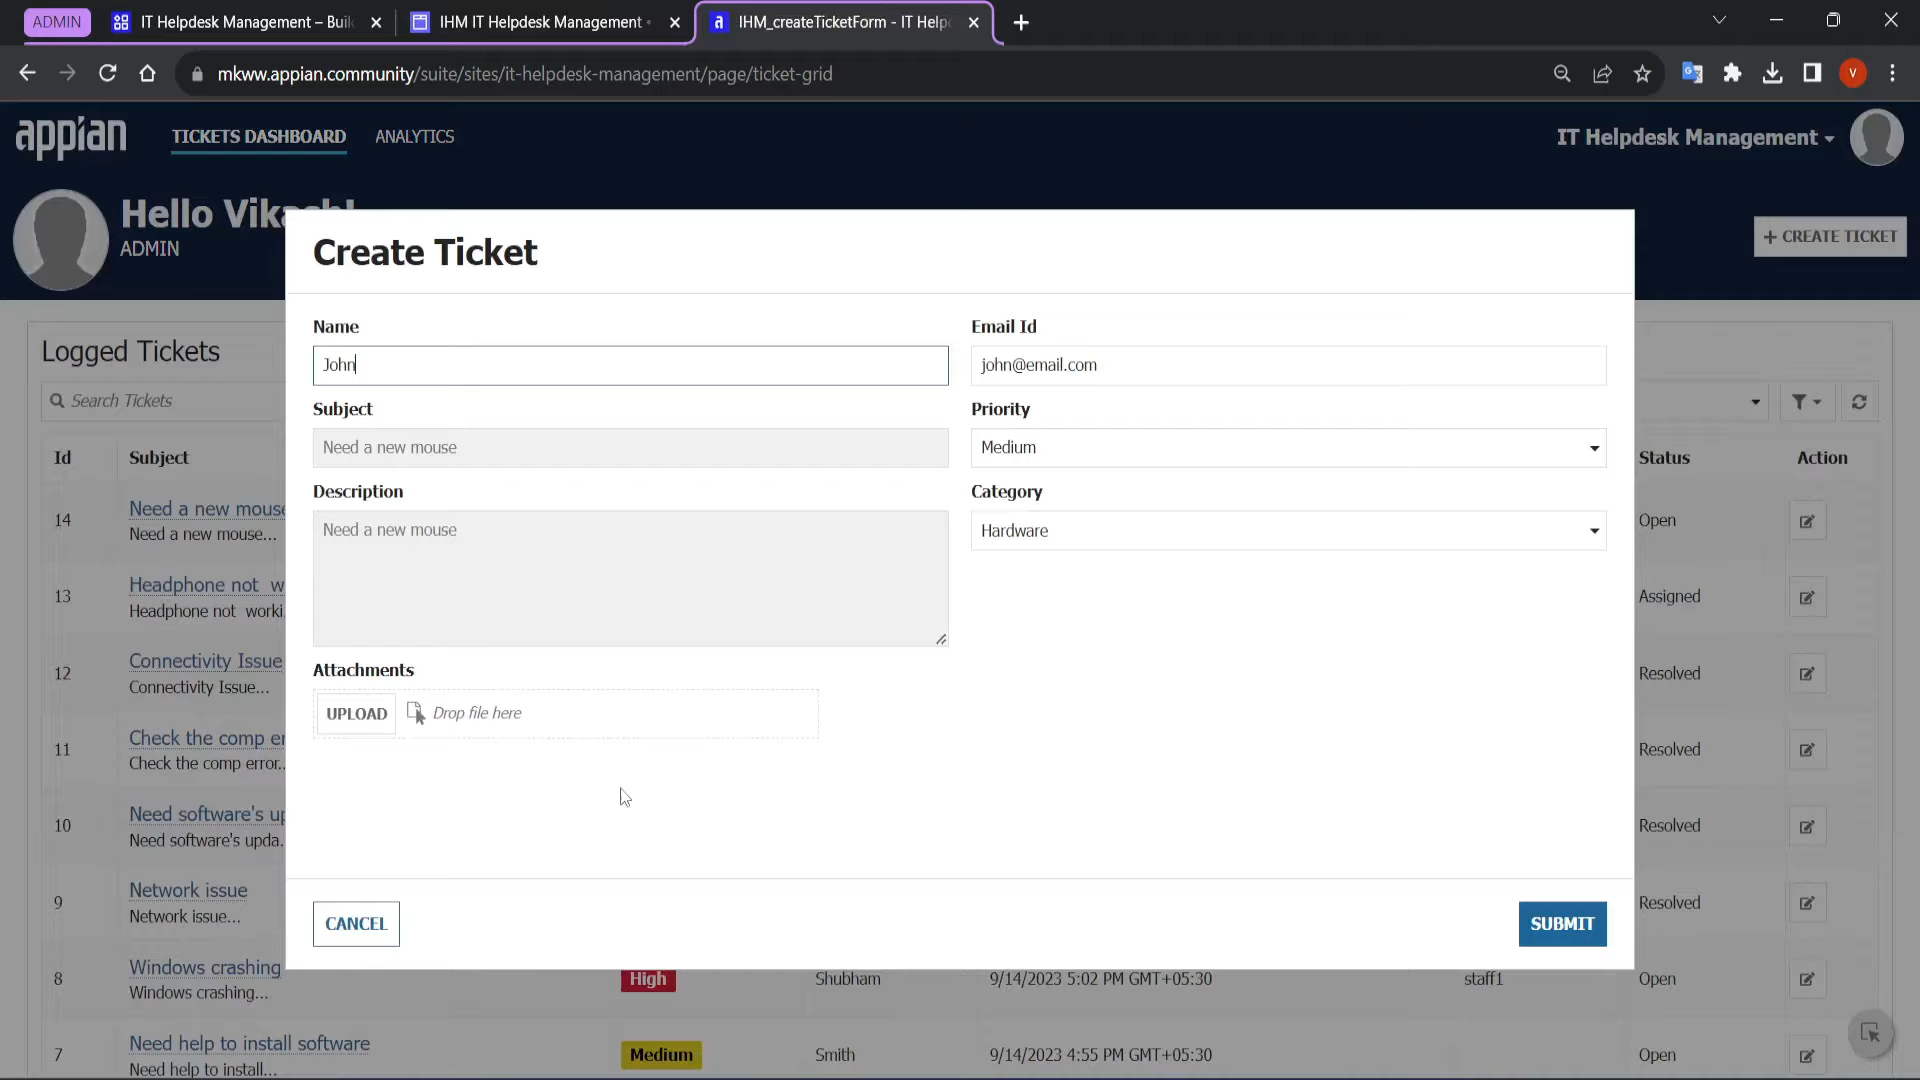 ADMIN
IT Helpdesk Management – Buil
IHM IT Helpdesk Management
IHM_createTicketForm - IT Help
mkww.appian.community/suite/sites/it-helpdesk-management/page/ticket-grid
V
appian
TICKETS DASHBOARD
ANALYTICS
IT Helpdesk Management
Hello Vikash!
ADMIN
+ CREATE TICKET
Create Ticket
Name
Email Id
John
john@email.com
Subject
Priority
Need a new mouse
Medium
Description
Category
Need a new mouse
Hardware
Attachments
UPLOAD
Drop file here
CANCEL
SUBMIT
Logged Tickets
Search Tickets
Id
Subject
Status
Action
14
Need a new mouse
Need a new mouse...
Open
13
Headphone not w
Headphone not worki
Assigned
12
Connectivity Issue
Connectivity Issue...
Resolved
11
Check the comp er
Check the comp error..
Resolved
10
Need software's up
Need software's upda.
Resolved
9
Network issue
Network issue...
Resolved
8
Windows crashing
Windows crashing...
High
Shubham
9/14/2023 5:02 PM GMT+05:30
staff1
Open
7
Need help to install software
Need help to install...
Medium
Smith
9/14/2023 4:55 PM GMT+05:30
Open